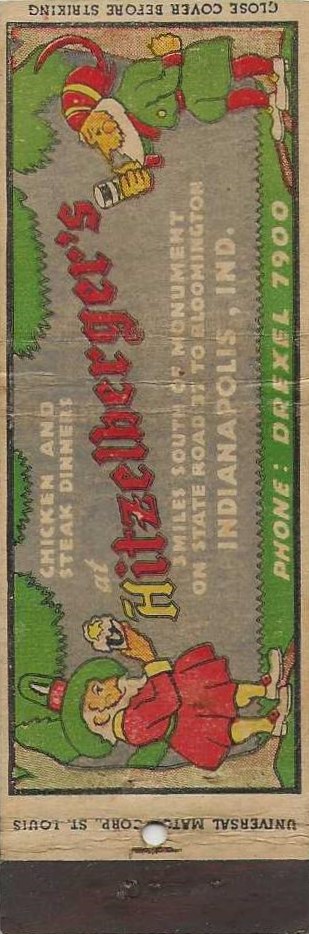 CLOSE COVER BEFORE STRIKING
CHICKEN AND
STEAK DINNERS
at
Hitzelberger's
5 MILES SOUTH OF MONUMENT
ON STATE ROAD 37 TO BLOOMINGTON
INDIANAPOLIS, IND.
PHONE: DREXEL 7900
UNIVERSAL MATCH CORP., ST. LOUIS